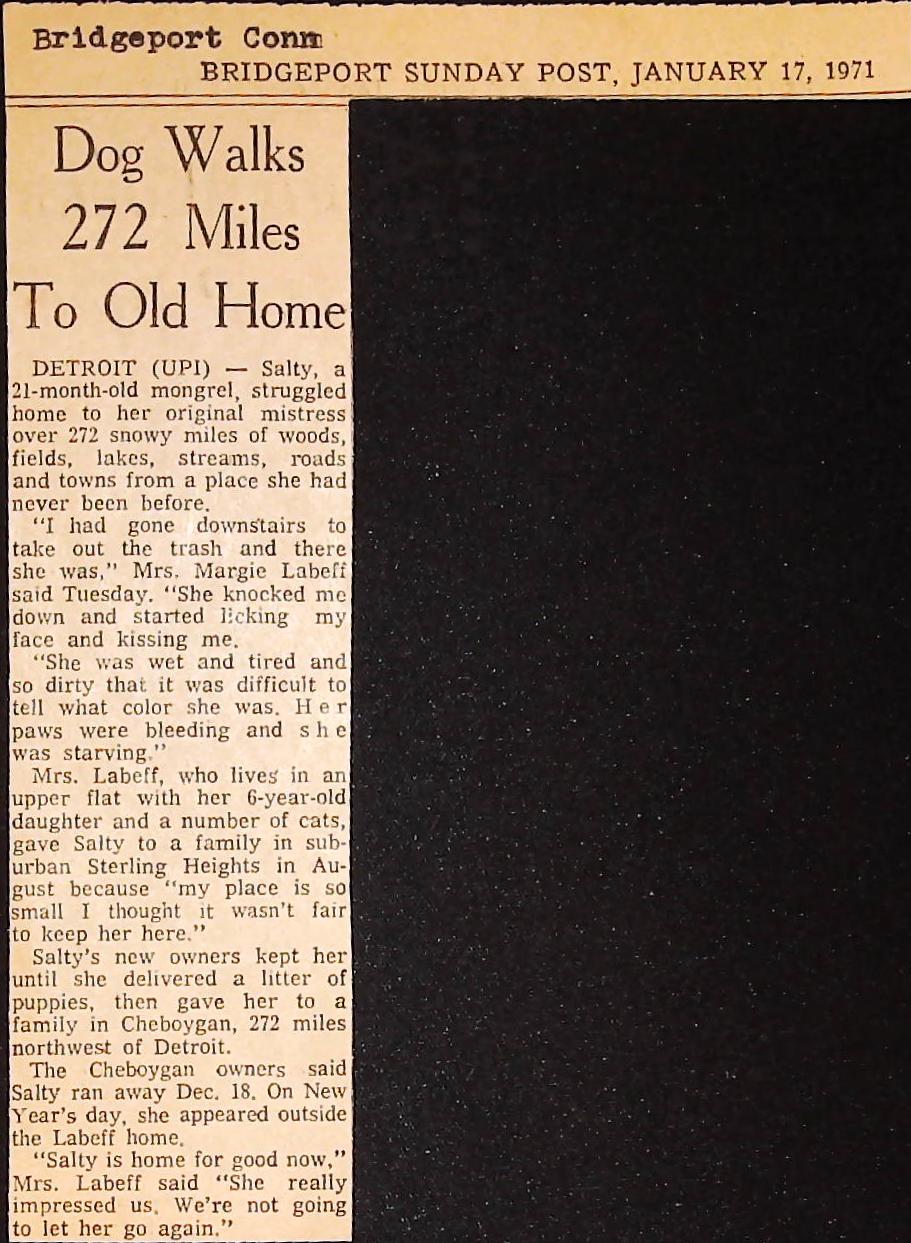 Bridgeport Conn
BRIDGEPORT SUNDAY POST, JANUARY 17, 1971
Dog Walks
272 Miles
To Old Home
DETROIT (UPI) — Salty, a
21-month-old mongrel, struggled
home to her original mistress
over 272 snowy miles of woods,
fields, lakes, streams, roads
and towns from a place she had
never been before.
"I had gone downstairs to
take out the trash and there
she was," Mrs. Margie Labeff
said Tuesday. "She knocked me
down and started licking my
face and kissing me.
"She was wet and tired and
so dirty that it was difficult to
tell what color she was. Her
paws were bleeding and she
was starving."
Mrs. Labeff, who lives in an
upper flat with her 6-year-old
daughter and a number of cats,
gave Salty to a family in sub-
urban Sterling Heights in Au-
gust because "my place is so
small I thought it wasn't fair
to keep her here."
Salty's new owners kept her
until she delivered a litter of
puppies, then gave her to a
family in Cheboygan, 272 miles
northwest of Detroit.
The Cheboygan owners said
Salty ran away Dec. 18. On New
Year's day, she appeared outside
the Labeff home.
"Salty is home for good now,"
Mrs. Labeff said "She really
impressed us. We're not going
to let her go again."